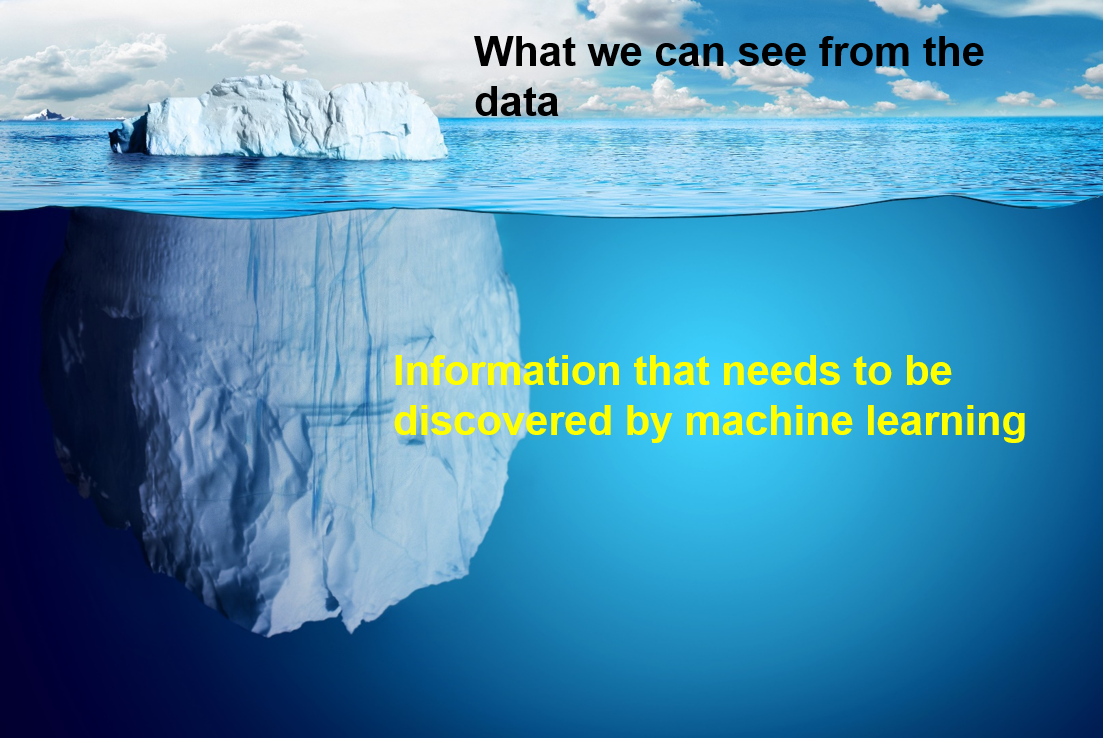 What we can see from the
data
Information that needs to be
discovered by machine learning